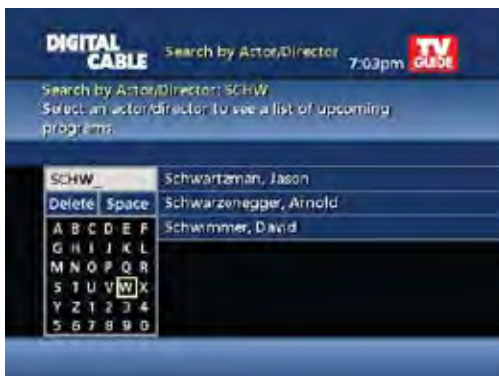 DIGITAL
CABLE
Search by Actor/Director
7:03pm
TV
GUIDE
Search by Actor/Director: SCHW
Select an actor/director to see a list of upcoming
programs.
SCHW_
Schwartzman, Jason
Delete Space
Schwarzenegger, Arnold
A B C D E F
Schwimmer, David
G H I J K L
M N O P Q R
S T U V W X
Y Z 1 2 3 4
5 6 7 8 9 0